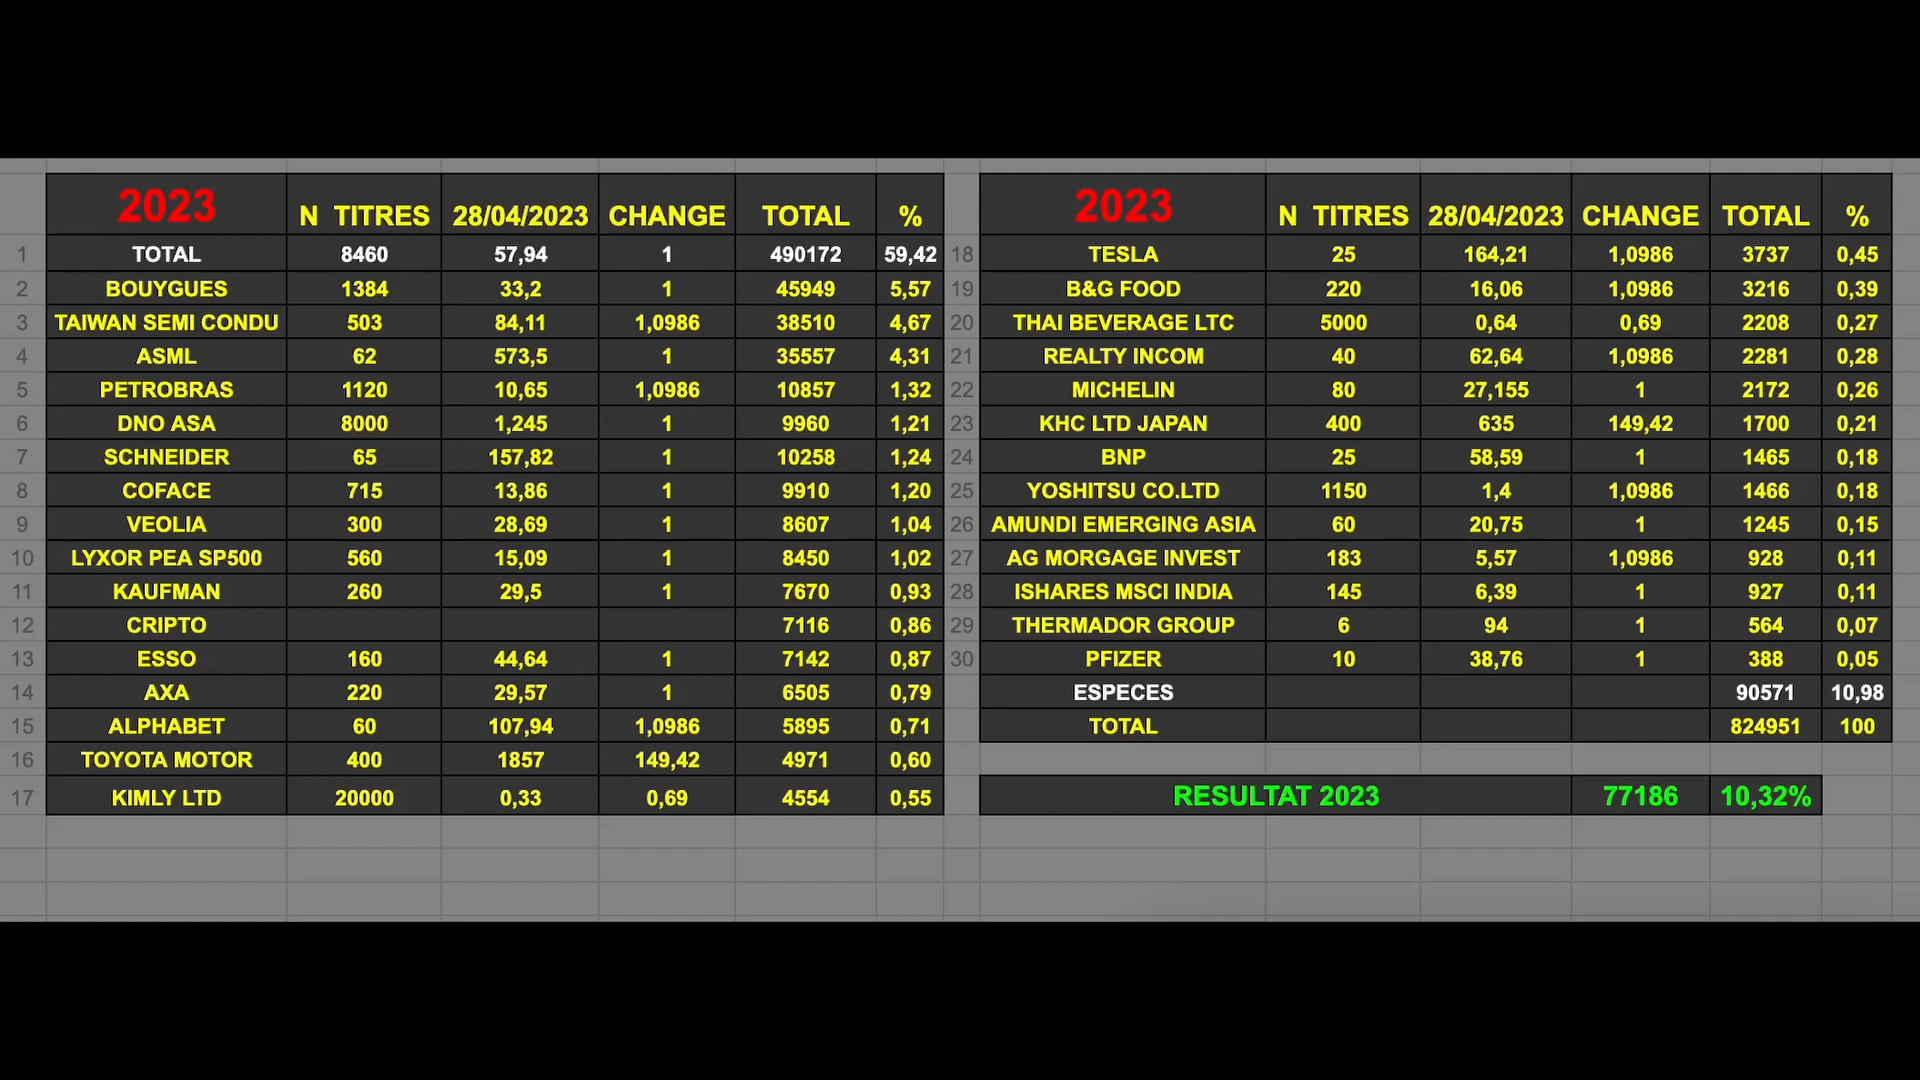 2023 N TITRES 28/04/2023 CHANGE TOTAL %
1 TOTAL 8460 57,94 1 490172 59,42
2 BOUYGUES 1384 33,2 1 45949 5,57
3 TAIWAN SEMI CONDU 503 84,11 1,0986 38510 4,67
4 ASML 62 573,5 1 35557 4,31
5 PETROBRAS 1120 10,65 1,0986 10857 1,32
6 DNO ASA 8000 1,245 1 9960 1,21
7 SCHNEIDER 65 157,82 1 10258 1,24
8 COFACE 715 13,86 1 9910 1,20
9 VEOLIA 300 28,69 1 8607 1,04
10 LYXOR PEA SP500 560 15,09 1 8450 1,02
11 KAUFMAN 260 29,5 1 7670 0,93
12 CRIPTO 7116 0,86
13 ESSO 160 44,64 1 7142 0,87
14 AXA 220 29,57 1 6505 0,79
15 ALPHABET 60 107,94 1,0986 5895 0,71
16 TOYOTA MOTOR 400 1857 149,42 4971 0,60
17 KIMLY LTD 20000 0,33 0,69 4554 0,55
2023 N TITRES 28/04/2023 CHANGE TOTAL %
18 TESLA 25 164,21 1,0986 3737 0,45
19 B&G FOOD 220 16,06 1,0986 3216 0,39
20 THAI BEVERAGE LTC 5000 0,64 0,69 2208 0,27
21 REALTY INCOM 40 62,64 1,0986 2281 0,28
22 MICHELIN 80 27,155 1 2172 0,26
23 KHC LTD JAPAN 400 635 149,42 1700 0,21
24 BNP 25 58,59 1 1465 0,18
25 YOSHITSU CO.LTD 1150 1,4 1,0986 1466 0,18
26 AMUNDI EMERGING ASIA 60 20,75 1 1245 0,15
27 AG MORGAGE INVEST 183 5,57 1,0986 928 0,11
28 ISHARES MSCI INDIA 145 6,39 1 927 0,11
29 THERMADOR GROUP 6 94 1 564 0,07
30 PFIZER 10 38,76 1 388 0,05
ESPECES 90571 10,98
TOTAL 824951 100
RESULTAT 2023 77186 10,32%